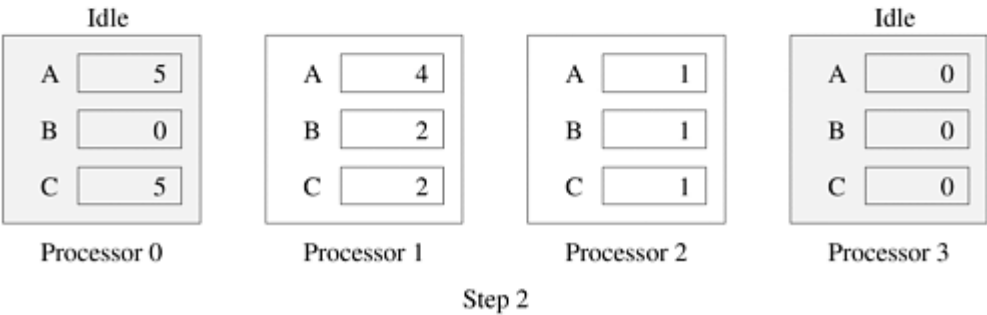 Idle Idle
A 5 A 4 A 1 A 0
B 0 B 2 B 1 B 0
C 5 C 2 C 1 C 0
Processor 0 Processor 1 Processor 2 Processor 3
Step 2